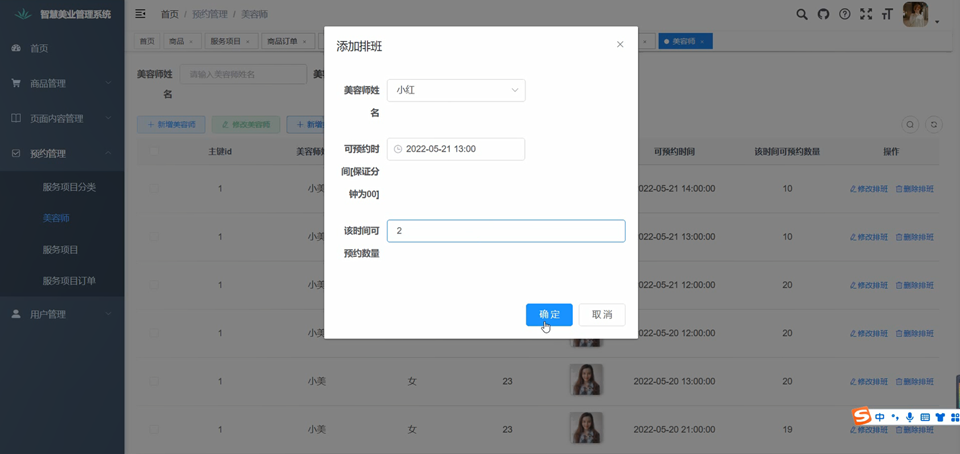 智慧美业管理系统
首页 / 预约管理 / 美容师
首页
商品管理
页面内容管理
预约管理
服务项目分类
美容师
服务项目
服务项目订单
用户管理
首页 商品 × 服务项目 × 商品订单 × × 美容师 ×
美容师姓名 请输入美容师姓名
+ 新增美容师 修改美容师
主键Id 可预约时间 该时间可预约数量 操作
1 小美 2022-05-21 14:00:00 10 修改排班 删除排班
1 小美 2022-05-21 13:00:00 10 修改排班 删除排班
1 小美 2022-05-21 12:00:00 20 修改排班 删除排班
1 小美 2022-05-20 12:00:00 20 修改排班 删除排班
1 小美 女 23 2022-05-20 13:00:00 20 修改排班 删除排班
1 小美 女 23 2022-05-20 21:00:00 19 修改排班 删除排班
添加排班
美容师姓名 小红
可预约时间[保证分钟为00] 2022-05-21 13:00
该时间可预约数量 2
确定 取消
中